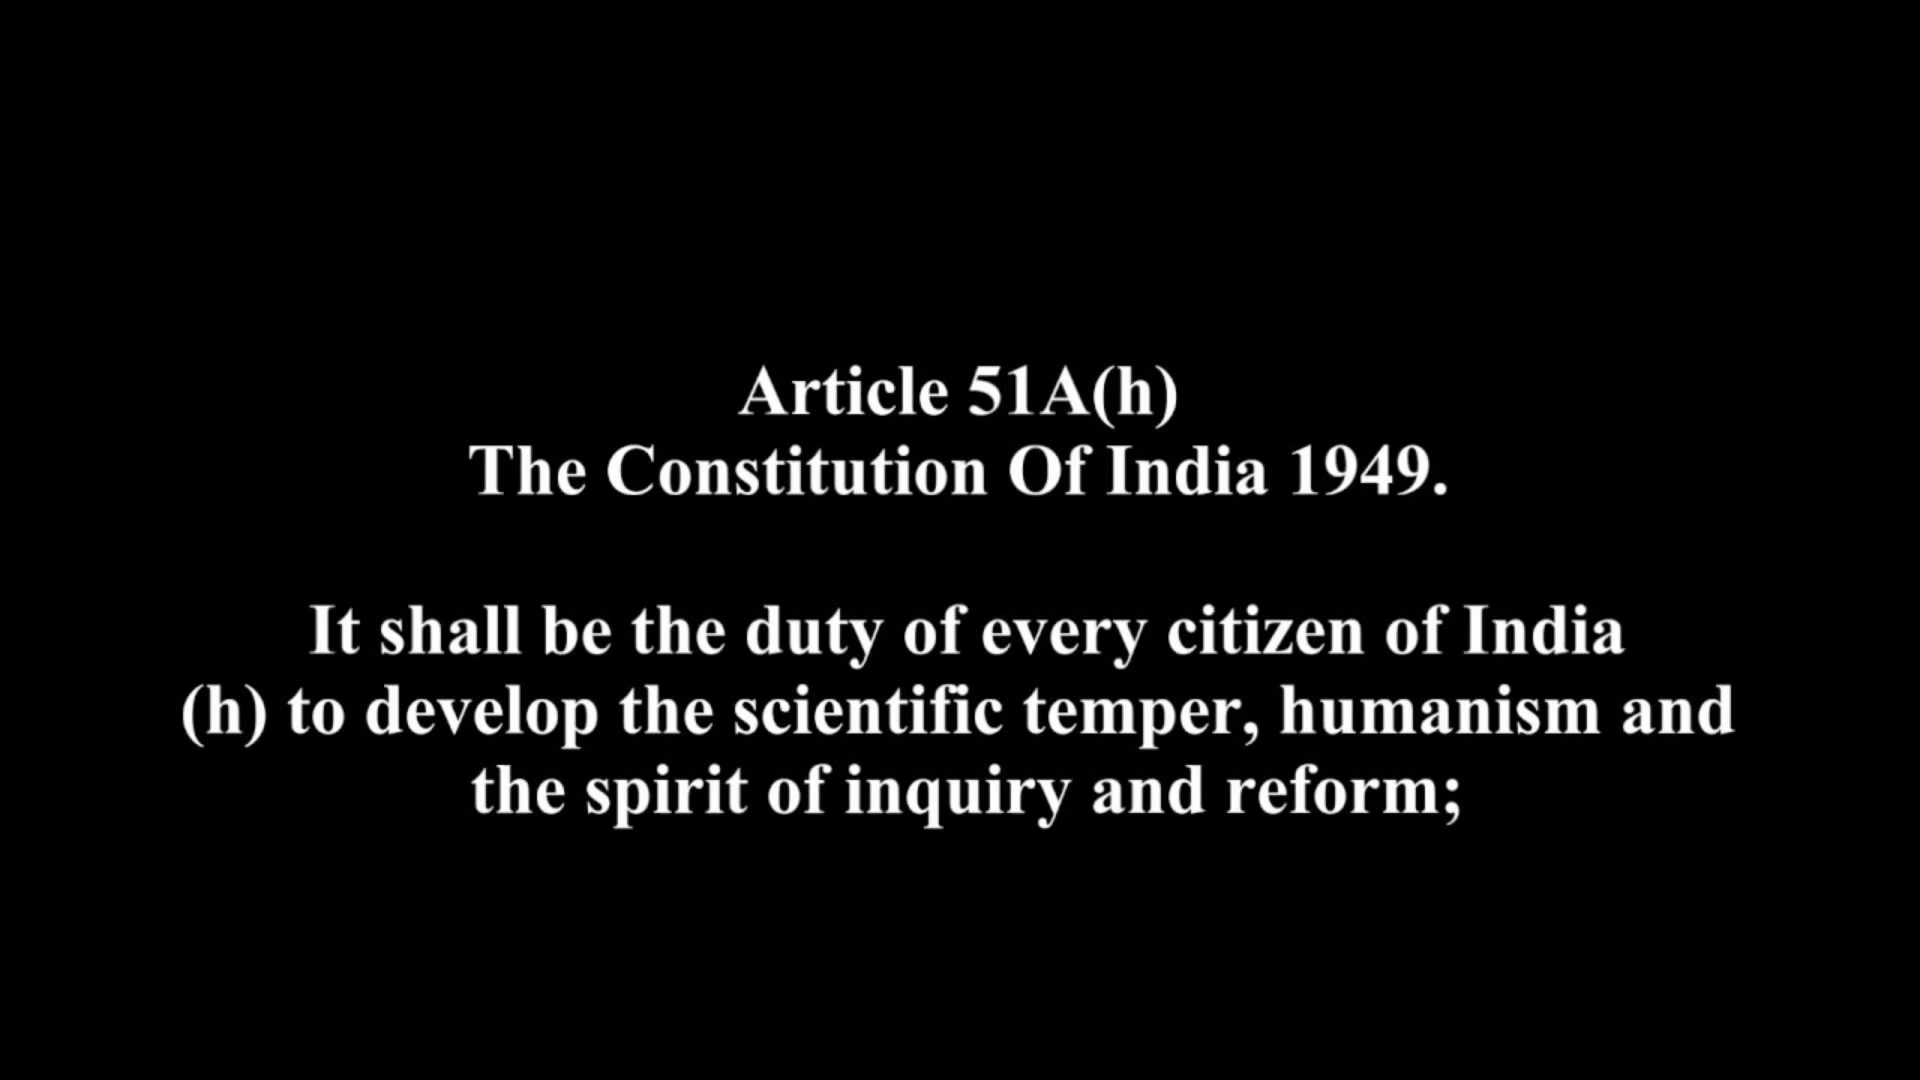 Article 51A(h)
The Constitution Of India 1949.
It shall be the duty of every citizen of India
(h) to develop the scientific temper, humanism and
the spirit of inquiry and reform;